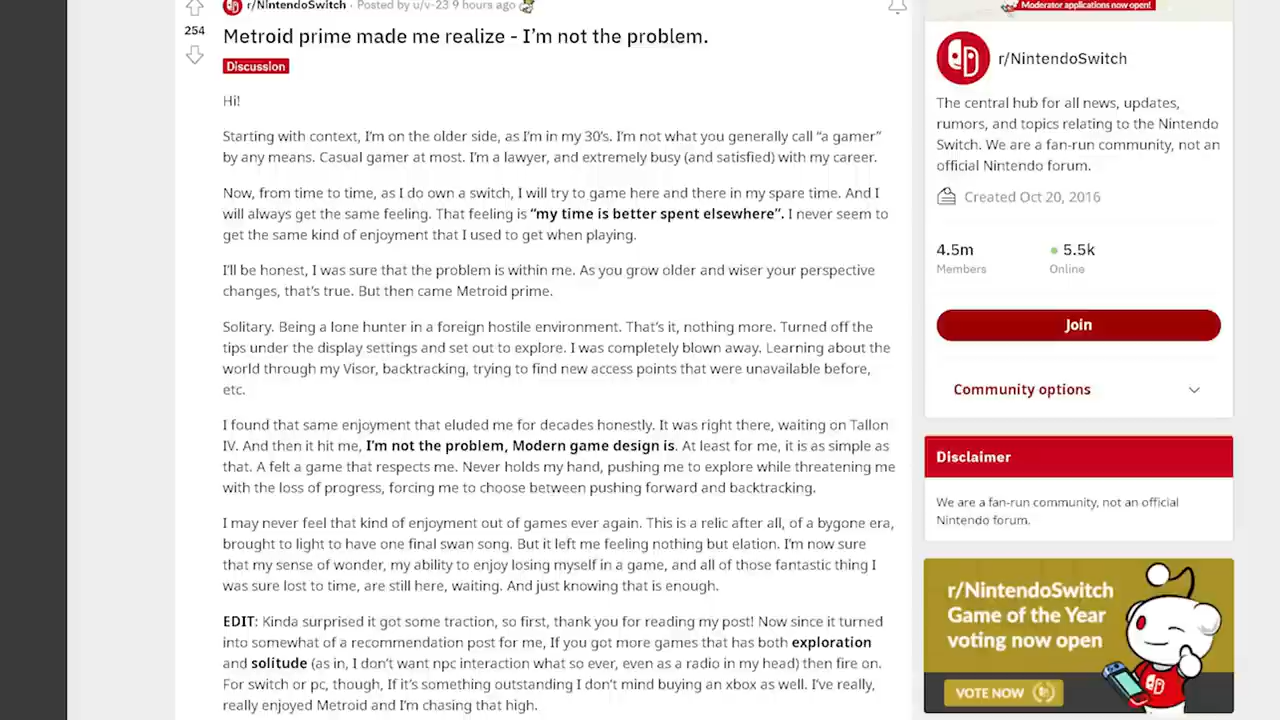 r/NintendoSwitch · Posted by u/v-23 9 hours ago
254
Metroid prime made me realize - I'm not the problem.
Discussion
Hi!
Starting with context, I'm on the older side, as I'm in my 30's. I'm not what you generally call "a gamer"
by any means. Casual gamer at most. I'm a lawyer, and extremely busy (and satisfied) with my career.
Now, from time to time, as I do own a switch, I will try to game here and there in my spare time. And I
will always get the same feeling. That feeling is "my time is better spent elsewhere". I never seem to
get the same kind of enjoyment that I used to get when playing.
I'll be honest, I was sure that the problem is within me. As you grow older and wiser your perspective
changes, that's true. But then came Metroid prime.
Solitary. Being a lone hunter in a foreign hostile environment. That's it, nothing more. Turned off the
tips under the display settings and set out to explore. I was completely blown away. Learning about the
world through my Visor, backtracking, trying to find new access points that were unavailable before,
etc.
I found that same enjoyment that eluded me for decades honestly. It was right there, waiting on Tallon
IV. And then it hit me, I'm not the problem, Modern game design is. At least for me, it is as simple as
that. A felt a game that respects me. Never holds my hand, pushing me to explore while threatening me
with the loss of progress, forcing me to choose between pushing forward and backtracking.
I may never feel that kind of enjoyment out of games ever again. This is a relic after all, of a bygone era,
brought to light to have one final swan song. But it left me feeling nothing but elation. I'm now sure
that my sense of wonder, my ability to enjoy losing myself in a game, and all of those fantastic thing I
was sure lost to time, are still here, waiting. And just knowing that is enough.
EDIT: Kinda surprised it got some traction, so first, thank you for reading my post! Now since it turned
into somewhat of a recommendation post for me, If you got more games that has both exploration
and solitude (as in, I don't want npc interaction what so ever, even as a radio in my head) then fire on.
For switch or pc, though, If it's something outstanding I don't mind buying an xbox as well. I've really,
really enjoyed Metroid and I'm chasing that high.
Moderator applications now open!
r/NintendoSwitch
The central hub for all news, updates,
rumors, and topics relating to the Nintendo
Switch. We are a fan-run community, not an
official Nintendo forum.
Created Oct 20, 2016
4.5m 5.5k
Members Online
Join
Community options
Disclaimer
We are a fan-run community, not an official
Nintendo forum.
r/NintendoSwitch
Game of the Year
voting now open
VOTE NOW